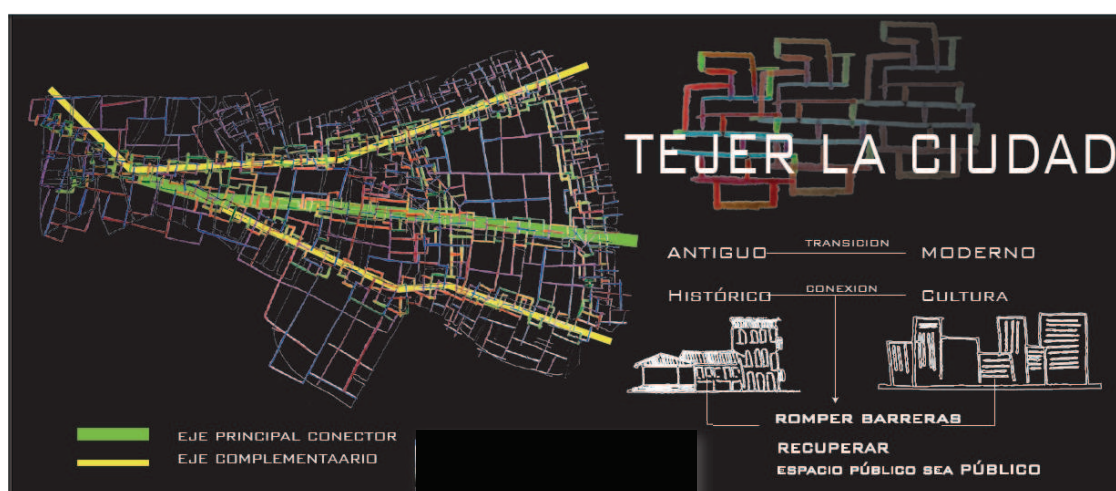 TEJER LA CIUDAD
ANTIGUO TRANSICION MODERNO
HISTÓRICO CONEXION CULTURA
ROMPER BARRERAS
RECUPERAR
ESPACIO PÚBLICO SEA PÚBLICO
EJE PRINCIPAL CONECTOR
EJE COMPLEMENTAARIO